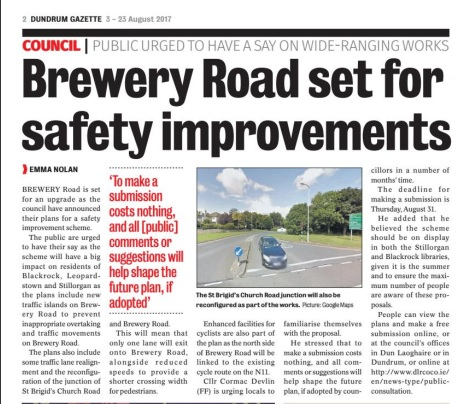 2 DUNDRUM GAZETTE 3 – 23 August 2017
COUNCIL | PUBLIC URGED TO HAVE A SAY ON WIDE-RANGING WORKS
Brewery Road set for
safety improvements
EMMA NOLAN
BREWERY Road is set
for an upgrade as the
council have announced
their plans for a safety
improvement scheme.
The public are urged
to have their say as the
scheme will have a big
impact on residents of
Blackrock, Leopard-
stown and Stillorgan as
the plans include new
traffic islands on Brew-
ery Road to prevent
inappropriate overtaking
and traffic movements
on Brewery Road.
The plans also include
some traffic lane realign-
ment and the reconfigu-
ration of the junction of
St Brigid's Church Road
'To make a
submission
costs nothing,
and all [public]
comments or
suggestions will
help shape the
future plan, if
adopted'
and Brewery Road.
This will mean that
only one lane will exit
onto Brewery Road,
alongside reduced
speeds to provide a
shorter crossing width
for pedestrians.
The St Brigid's Church Road junction will also be
reconfigured as part of the works. Picture: Google Maps
Enhanced facilities for
cyclists are also part of
the plan as the north side
of Brewery Road will be
linked to the existing
cycle route on the N11.
Cllr Cormac Devlin
(FF) is urging locals to
familiarise themselves
with the proposal.
He stressed that to
make a submission costs
nothing, and all com-
ments or suggestions will
help shape the future
plan, if adopted by coun-
cillors in a number of
months' time.
The deadline for
making a submission is
Thursday, August 31.
He added that he
believed the scheme
should be on display
in both the Stillorgan
and Blackrock libraries,
given it is the summer
and to ensure the maxi-
mum number of people
are aware of these pro-
posals.
People can view the
plans and make a free
submission online, or at
the council's offices
in Dun Laoghaire or in
Dundrum, or online at
http://www.dlrcoco.ie/
en/news-type/public-
consultation.